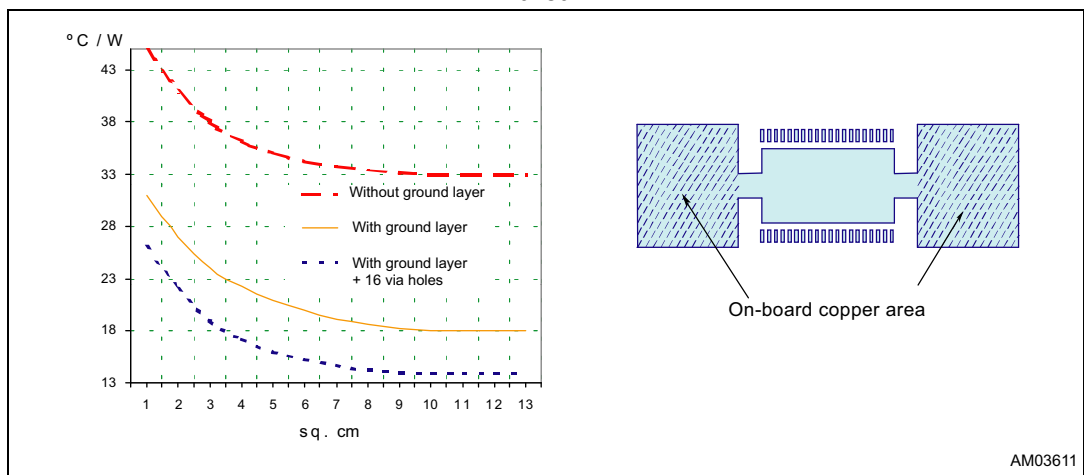 º C / W
43
38
33
28
23
18
13
1 2 3 4 5 6 7 8 9 10 11 12 13
sq. cm
Without ground layer
With ground layer
With ground layer
+ 16 via holes
On-board copper area
AM03611